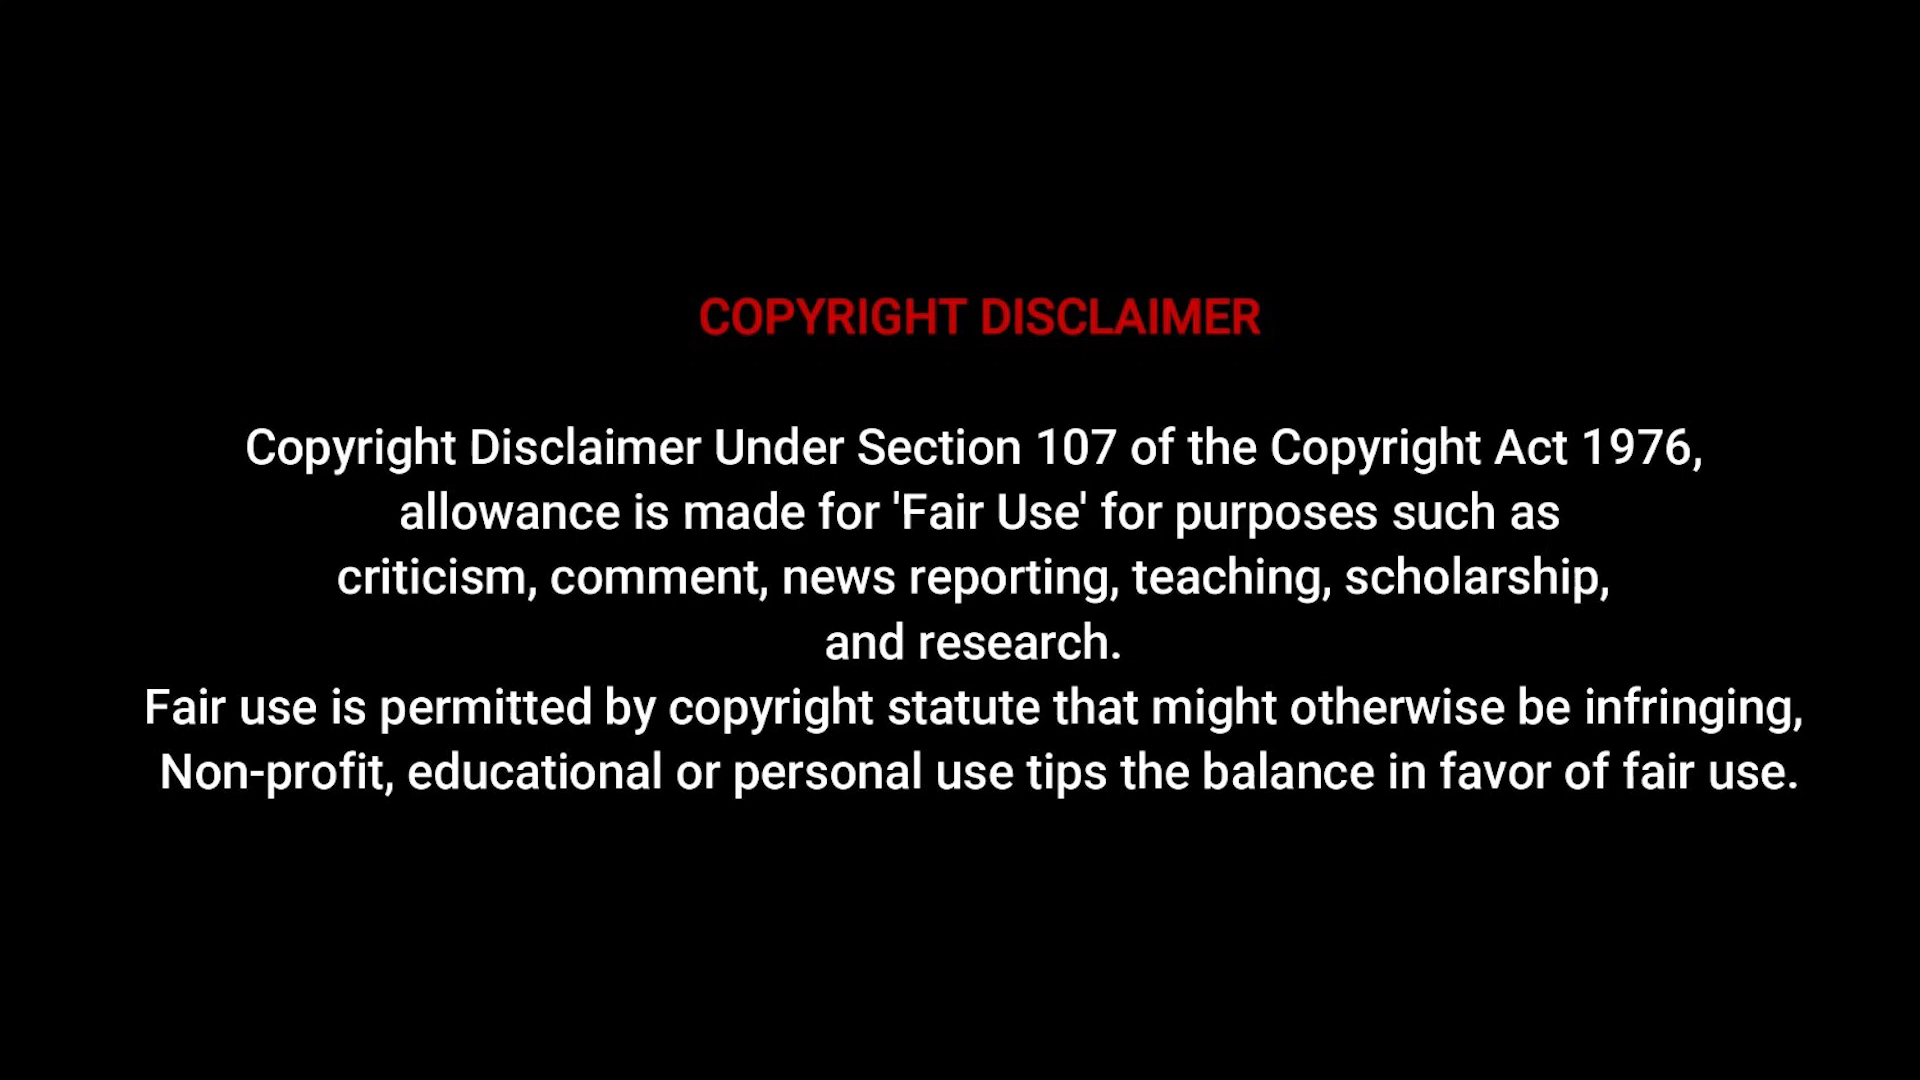 COPYRIGHT DISCLAIMER
Copyright Disclaimer Under Section 107 of the Copyright Act 1976,
allowance is made for 'Fair Use' for purposes such as
criticism, comment, news reporting, teaching, scholarship,
and research.
Fair use is permitted by copyright statute that might otherwise be infringing,
Non-profit, educational or personal use tips the balance in favor of fair use.